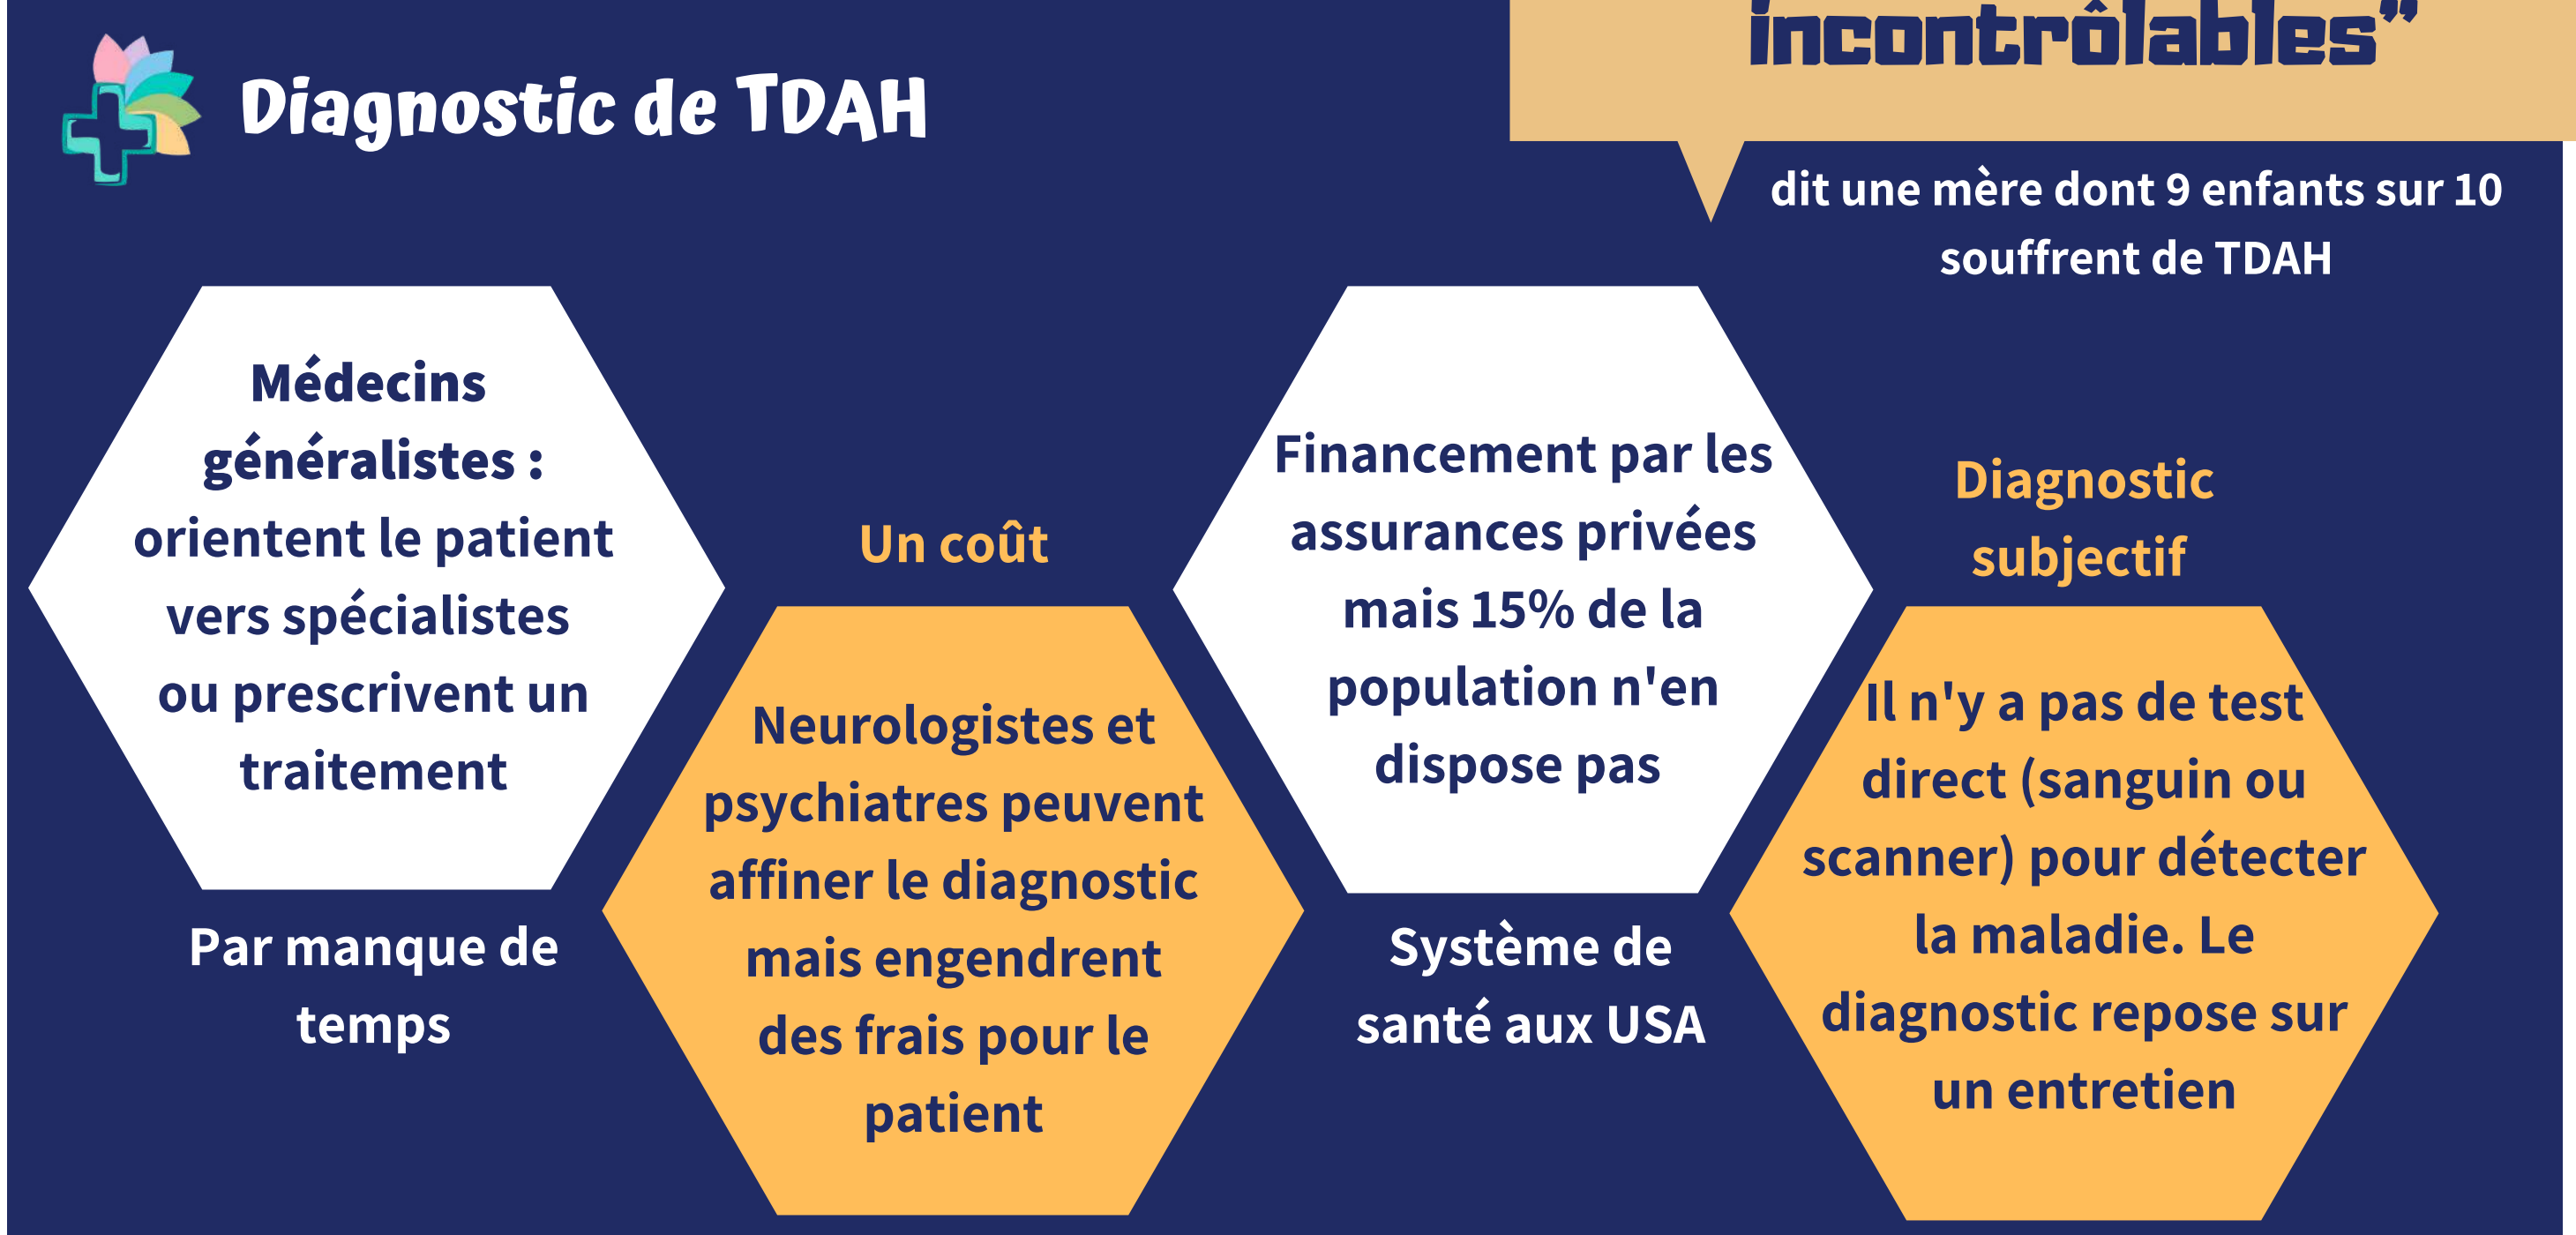 incontrôlables”
Diagnostic de TDAH
dit une mère dont 9 enfants sur 10
souffrent de TDAH
Médecins
généralistes :
orientent le patient
vers spécialistes
ou prescrivent un
traitement
Par manque de
temps
Un coût
Neurologistes et
psychiatres peuvent
affiner le diagnostic
mais engendrent
des frais pour le
patient
Financement par les
assurances privées
mais 15% de la
population n'en
dispose pas
Système de
santé aux USA
Diagnostic
subjectif
Il n'y a pas de test
direct (sanguin ou
scanner) pour détecter
la maladie. Le
diagnostic repose sur
un entretien